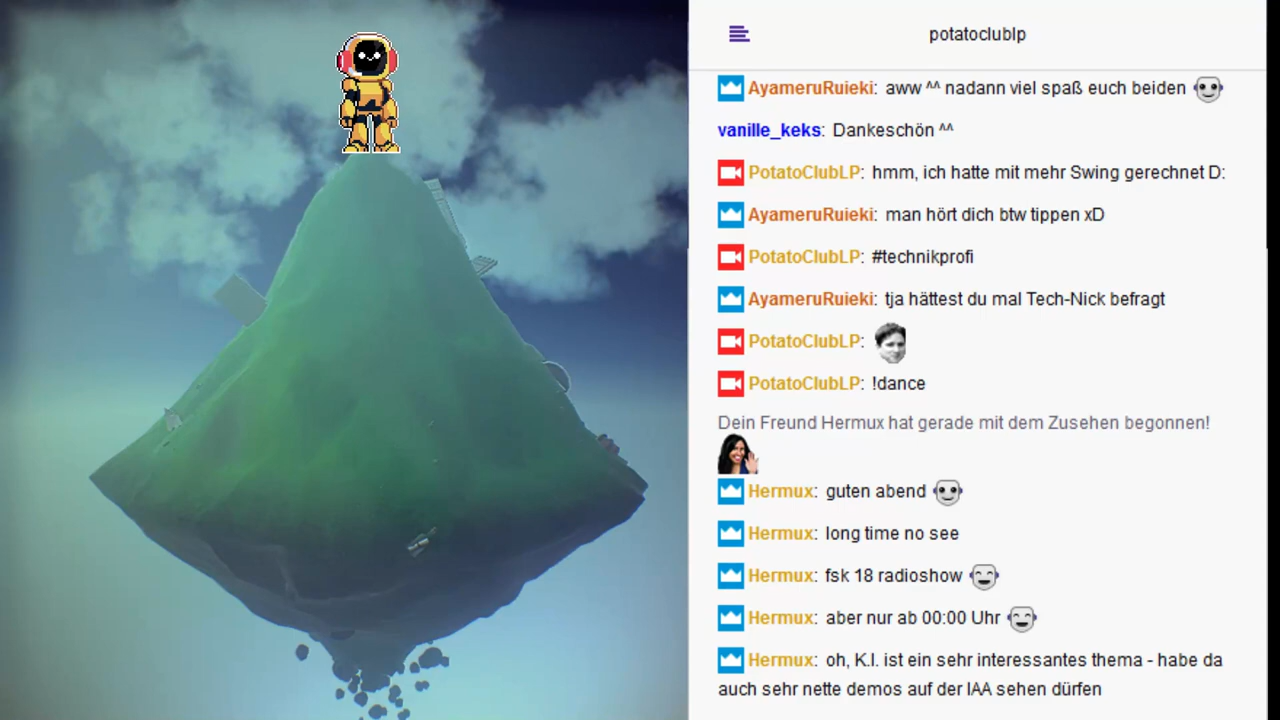 potatoclublp
AyameruRuieki: aww ^^ nadann viel spaß euch beiden
vanille_keks: Dankeschön ^^
PotatoClubLP: hmm, ich hatte mit mehr Swing gerechnet D:
AyameruRuieki: man hört dich btw tippen xD
PotatoClubLP: #technikprofi
AyameruRuieki: tja hättest du mal Tech-Nick befragt
PotatoClubLP:
PotatoClubLP: !dance
Dein Freund Hermux hat gerade mit dem Zusehen begonnen!
Hermux: guten abend
Hermux: long time no see
Hermux: fsk 18 radioshow
Hermux: aber nur ab 00:00 Uhr
Hermux: oh, K.I. ist ein sehr interessantes thema - habe da
auch sehr nette demos auf der IAA sehen dürfen